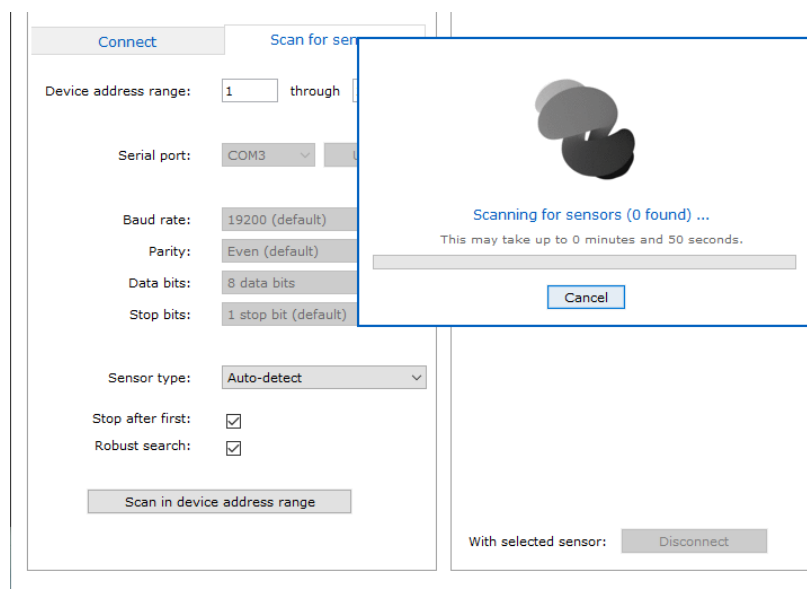 Connect
Scan for sen
Device address range: 1 through
Serial port: COM3
Baud rate: 19200 (default)
Parity: Even (default)
Data bits: 8 data bits
Stop bits: 1 stop bit (default)
Sensor type: Auto-detect
Stop after first:
Robust search:
Scan in device address range
Scanning for sensors (0 found) ...
This may take up to 0 minutes and 50 seconds.
Cancel
With selected sensor: Disconnect